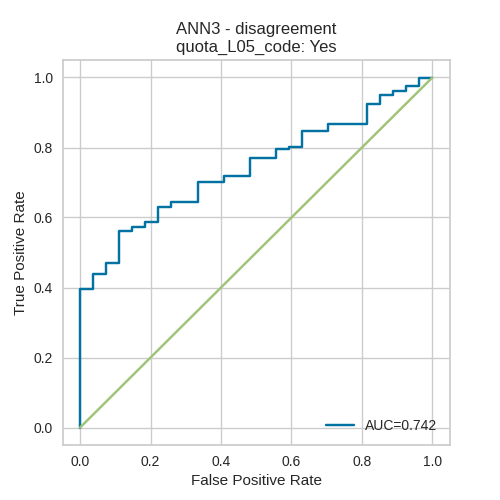 ANN3 - disagreement
quota_L05_code: Yes
True Positive Rate
1.0
0.8
0.6
0.4
0.2
0.0
AUC=0.742
0.0 0.2 0.4 0.6 0.8 1.0
False Positive Rate